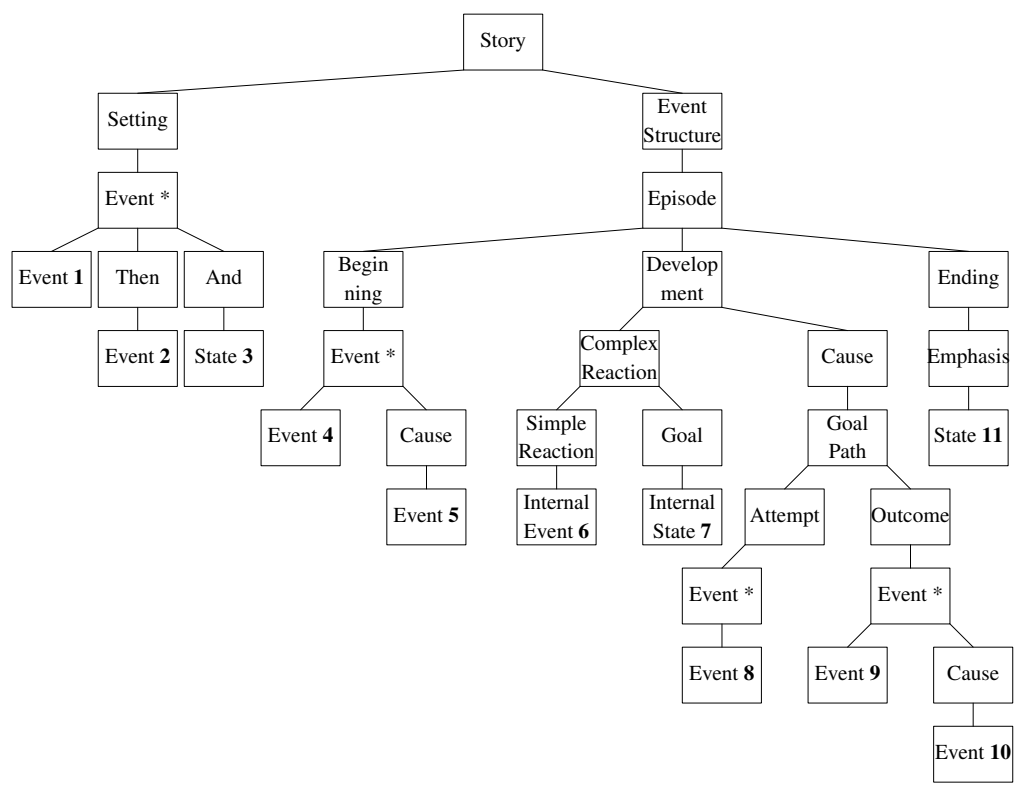 Story
Setting
Event
Structure
Event *
Episode
Event 1
Then
And
Begin
ning
Develop
ment
Ending
Event 2
State 3
Event *
Complex
Reaction
Cause
Emphasis
Event 4
Cause
Simple
Reaction
Goal
Goal
Path
State 11
Event 5
Internal
Event 6
Internal
State 7
Attempt
Outcome
Event *
Event *
Event 8
Event 9
Cause
Event 10